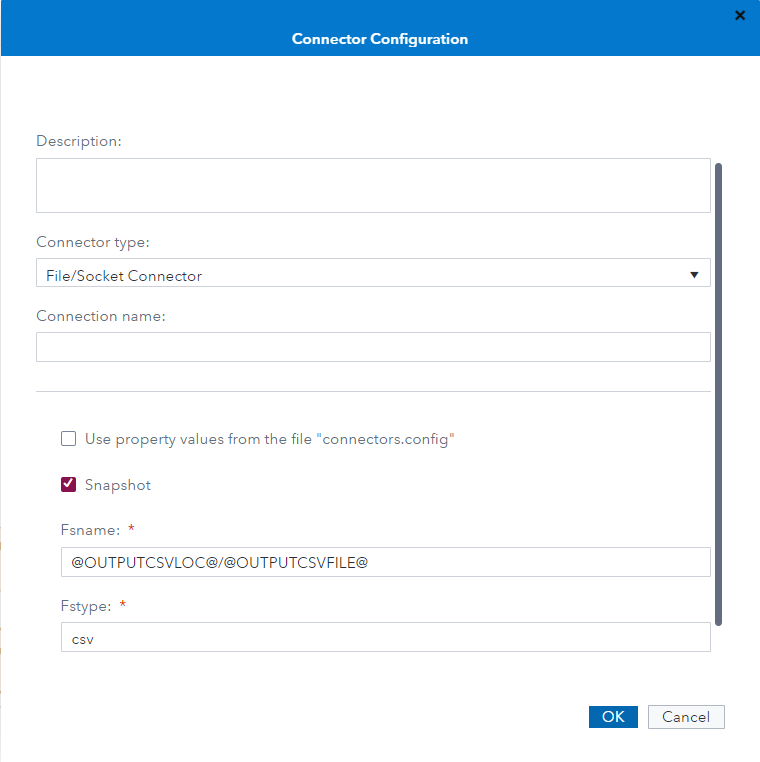 Connector Configuration
Description:
Connector type:
File/Socket Connector
Connection name:
Use property values from the file "connectors.config"
Snapshot
Fsname: *
@OUTPUTCSVLOC@/@OUTPUTCSVFILE@
Fstype: *
csv
OK Cancel